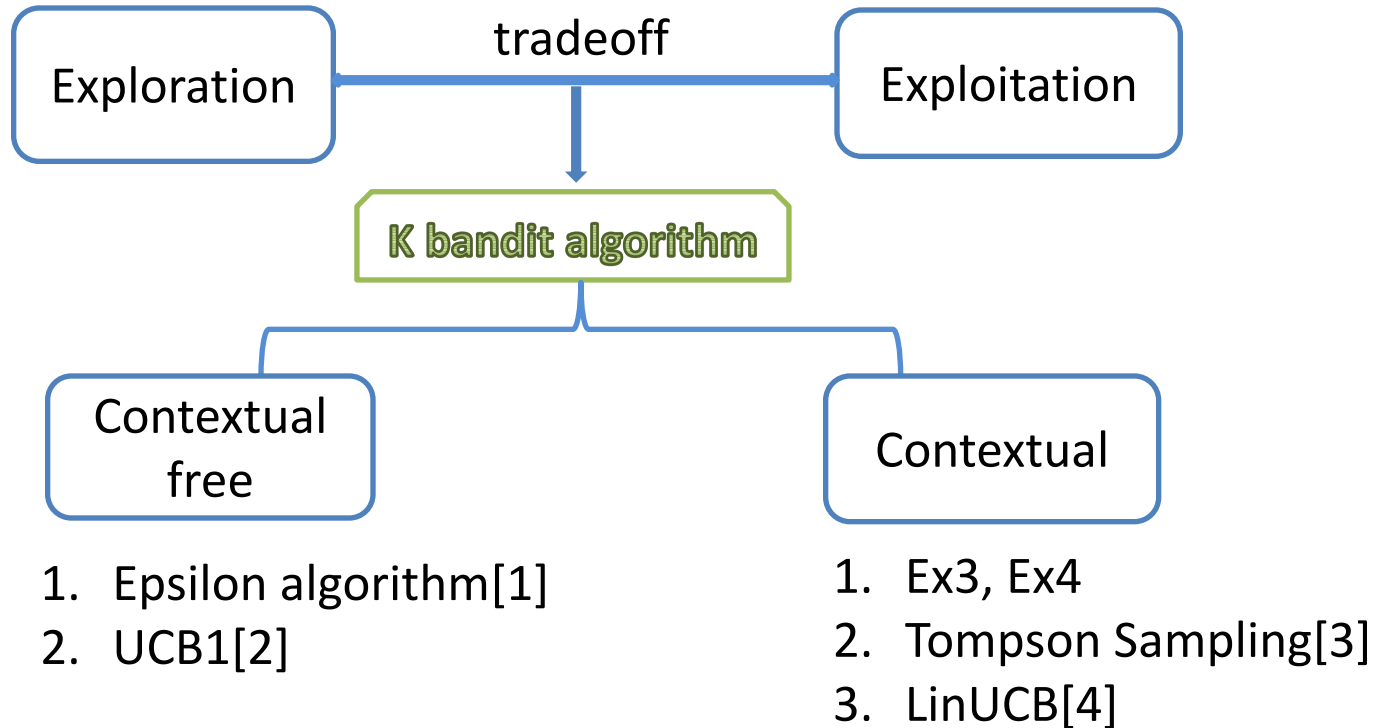 tradeoff
Exploration
Exploitation
K bandit algorithm
Contextual
free
1. Epsilon algorithm[1]
2. UCB1[2]
Contextual
1. Ex3, Ex4
2. Tompson Sampling[3]
3. LinUCB[4]